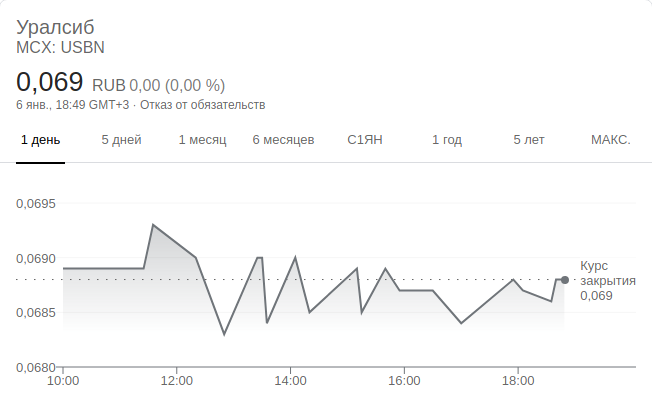 Уралсиб
MCX: USBN
0,069 RUB 0,00 (0,00 %)
6 янв., 18:49 GMT+3 · Отказ от обязательств
1 день 5 дней 1 месяц 6 месяцев С1ЯН 1 год 5 лет МАКС.
0,0695
0,0690
0,0685
0,0680
Курс
закрытия
0,069
10:00 12:00 14:00 16:00 18:00